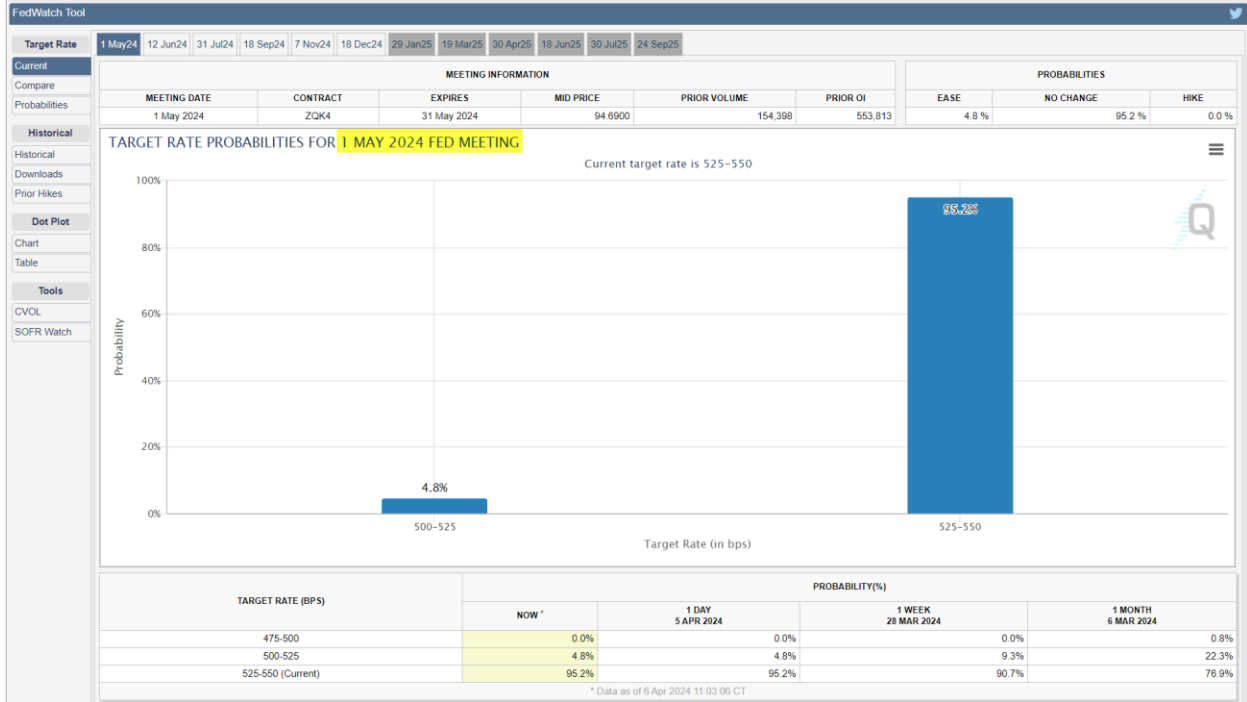 FedWatch Tool
Target Rate
Current
Compare
Probabilities
Historical
Historical
Downloads
Prior Hikes
Dot Plot
Chart
Table
Tools
CVOL
SOFR Watch
1 May24 12 Jun24 31 Jul24 18 Sep24 7 Nov24 18 Dec24 29 Jan25 19 Mar25 30 Apr25 18 Jun25 30 Jul25 24 Sep25
MEETING INFORMATION
MEETING DATE CONTRACT EXPIRES MID PRICE PRIOR VOLUME PRIOR OI
1 May 2024 ZQK4 31 May 2024 94.6900 154,398 553,813
PROBABILITIES
EASE NO CHANGE HIKE
4.8 % 95.2 % 0.0 %
TARGET RATE PROBABILITIES FOR 1 MAY 2024 FED MEETING
Current target rate is 525-550
Probability
100%
80%
60%
40%
20%
0%
95.2%
4.8%
Q
500-525 525-550
Target Rate (in bps)
TARGET RATE (BPS) PROBABILITY(%)
NOW * 1 DAY 1 WEEK 1 MONTH
5 APR 2024 28 MAR 2024 6 MAR 2024
475-500 0.0% 0.0% 0.0% 0.8%
500-525 4.8% 4.8% 9.3% 22.3%
525-550 (Current) 95.2% 95.2% 90.7% 76.9%
* Data as of 6 Apr 2024 11:03:06 CT